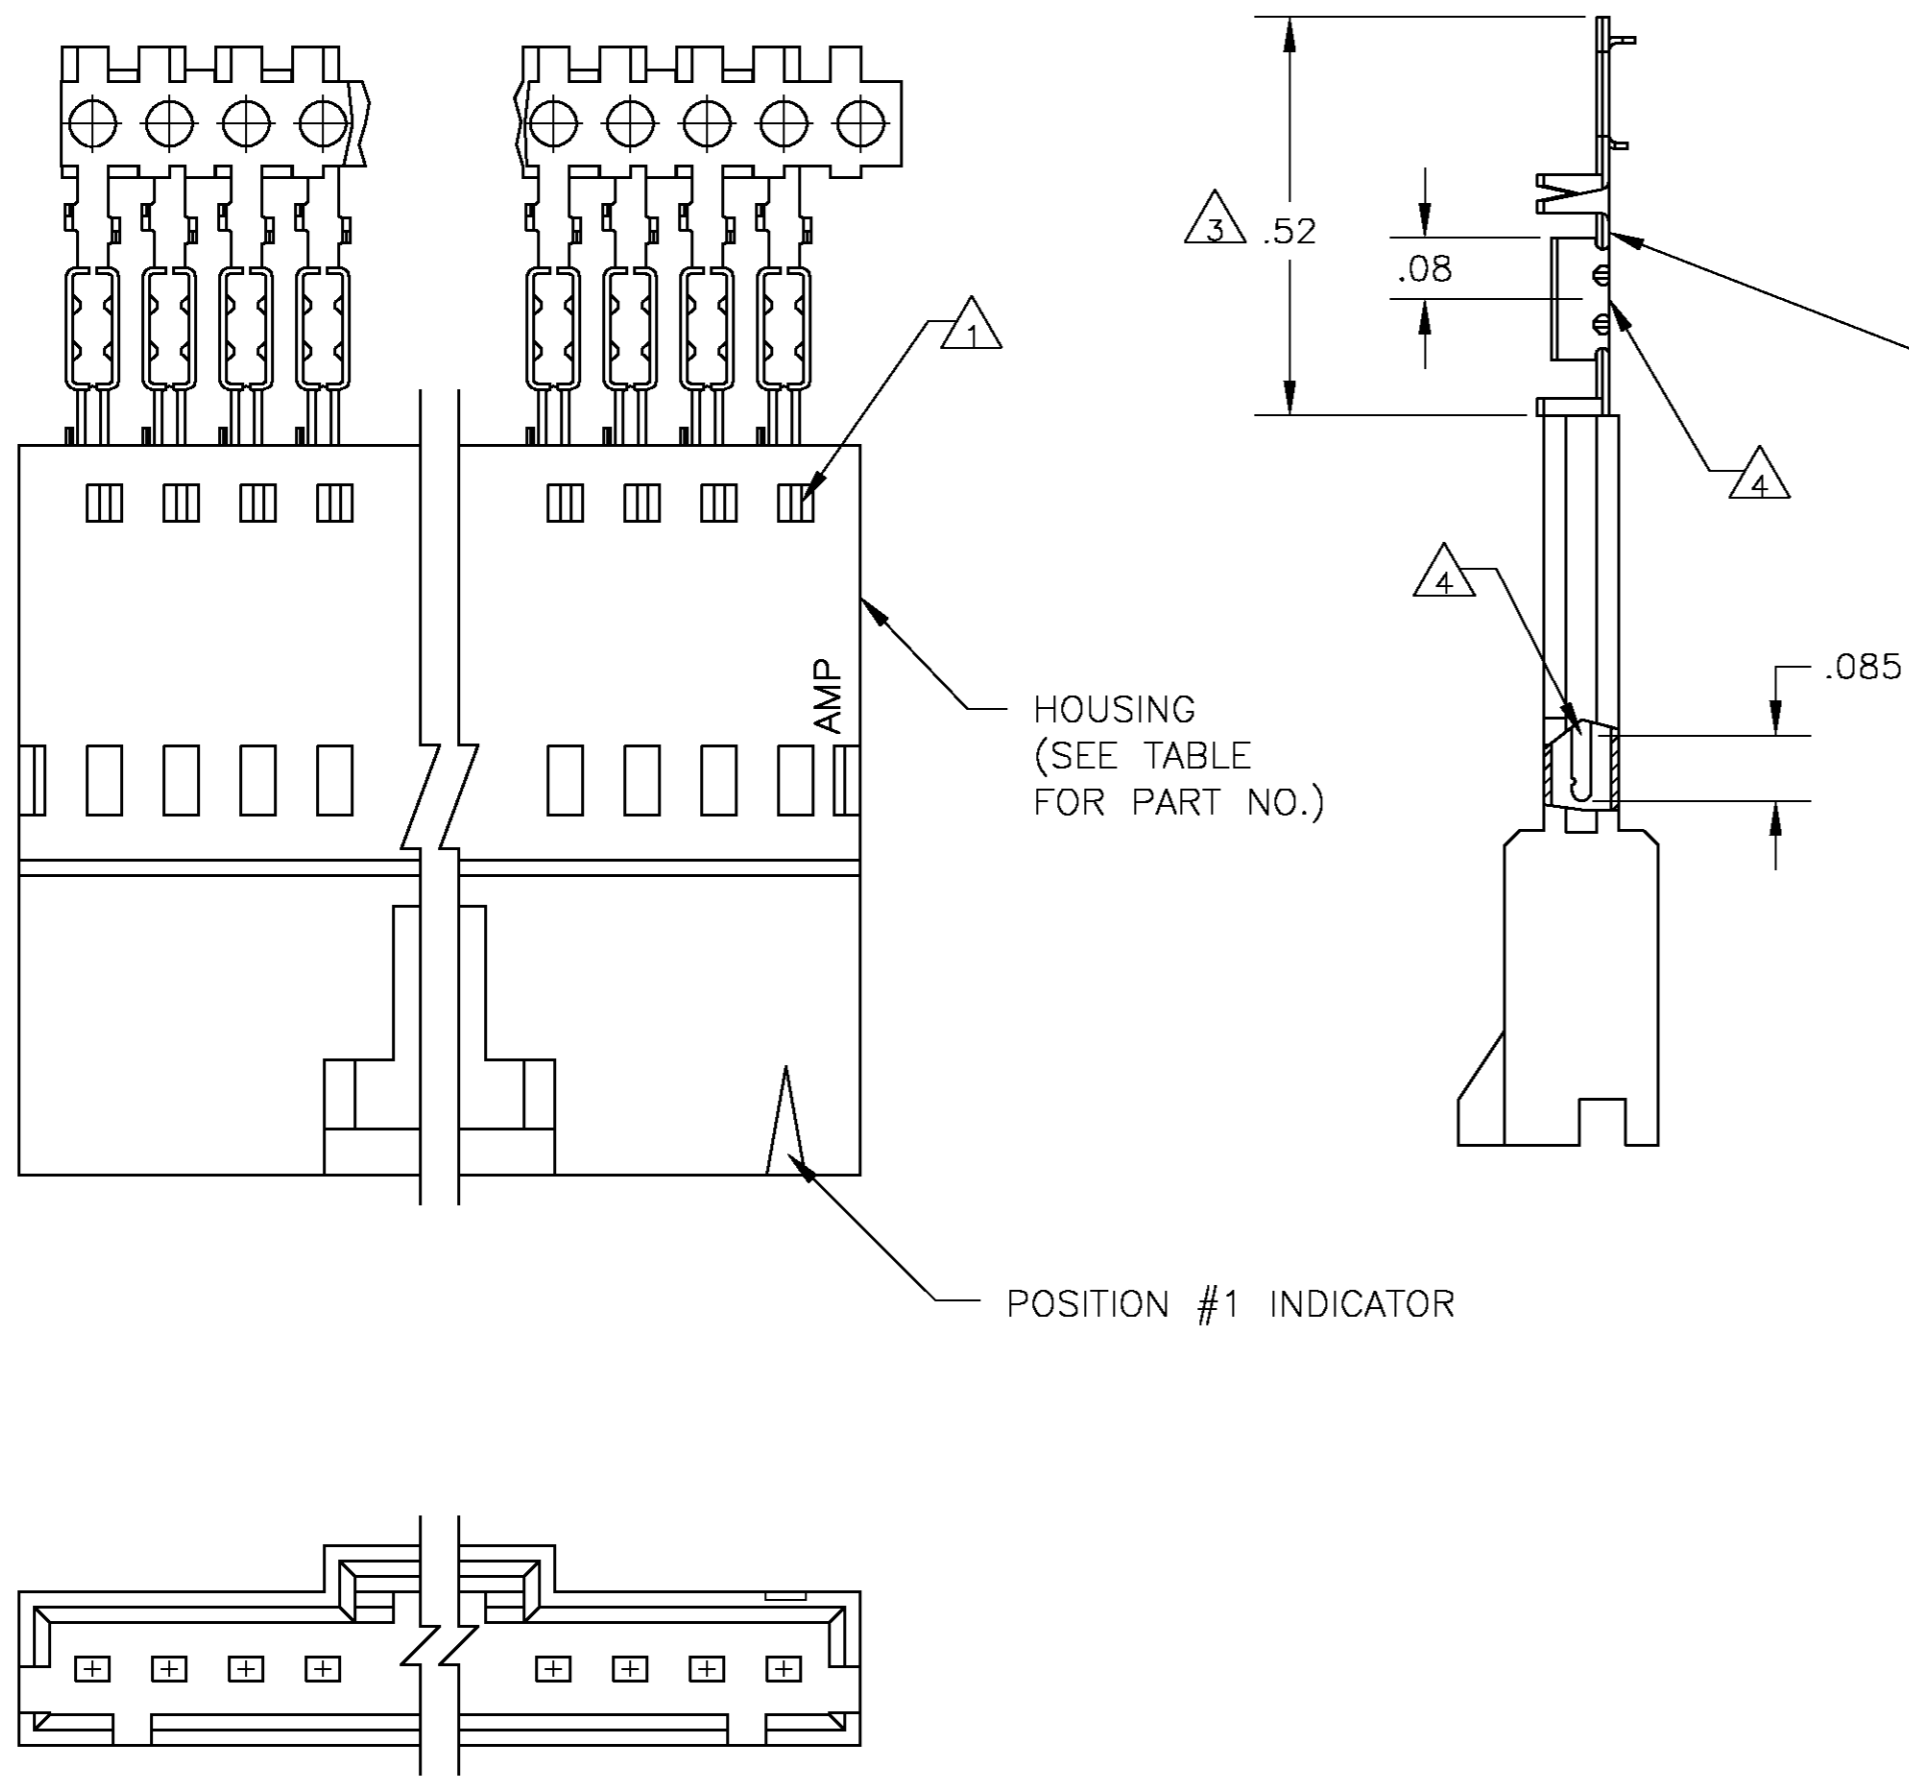 3 .52
.08
1
4
4
.085
AMP
HOUSING
(SEE TABLE
FOR PART NO.)
POSITION #1 INDICATOR